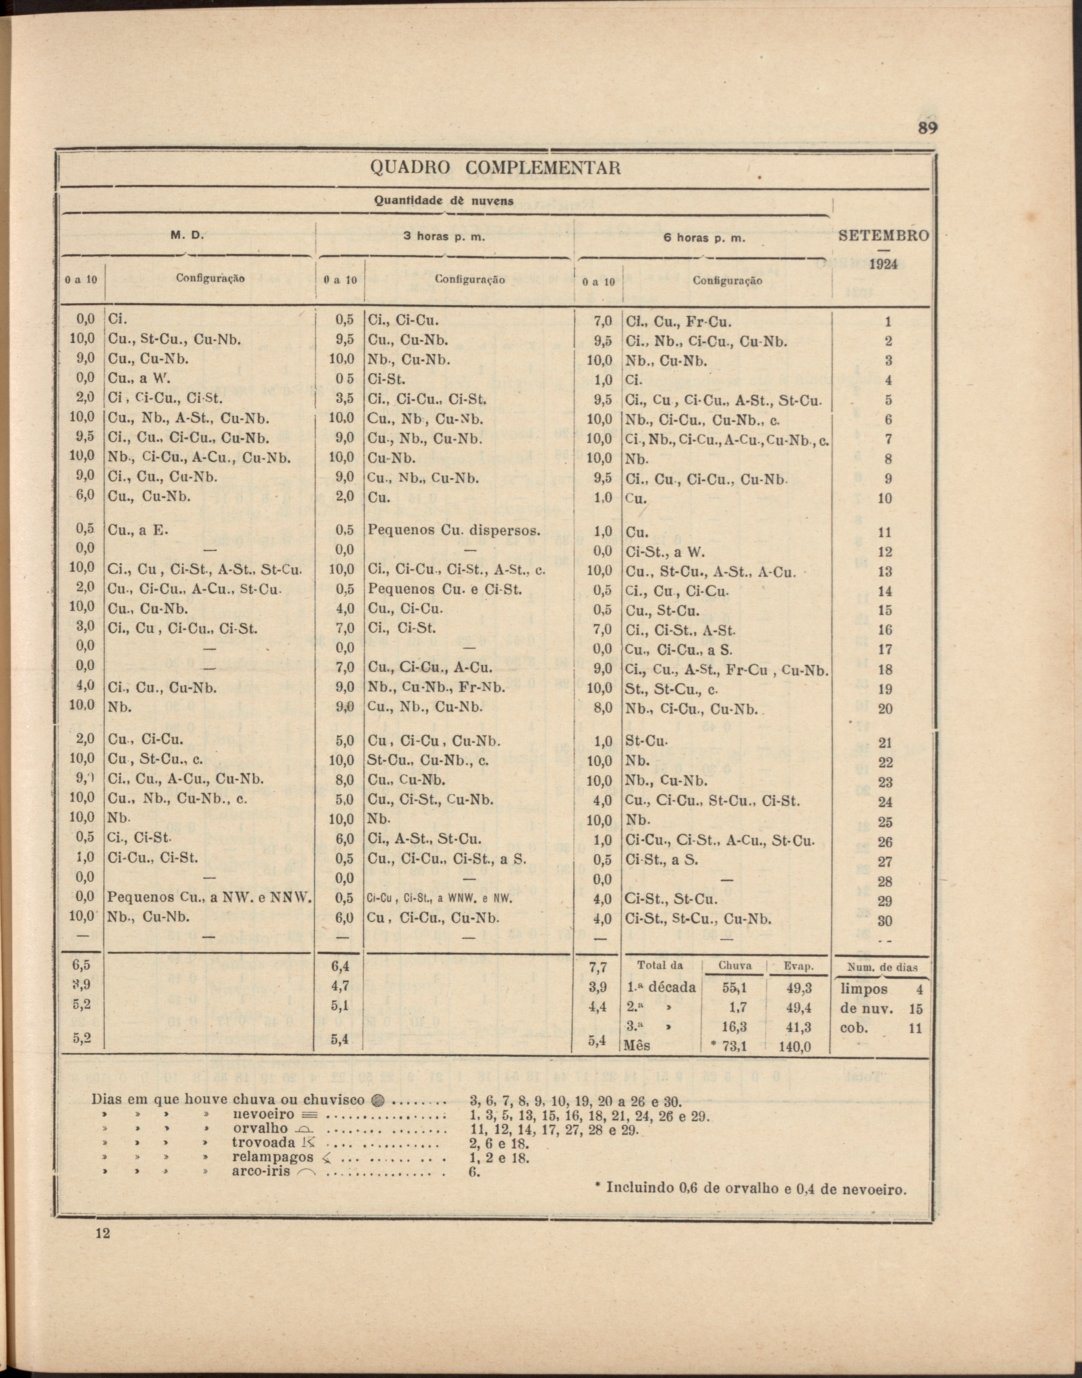 89
QUADRO COMPLEMENTAR
Quantidade dê nuvens
M. D. 3 horas p. m. 6 horas p. m. SETEMBRO
1924
0 a 10 Configuração 0 a 10 Configuração 0 a 10 Configuração
0,0 Ci. 0,5 Ci., Ci-Cu. 7,0 Ci., Cu., Fr-Cu. 1
10,0 Cu., St-Cu., Cu-Nb. 9,5 Cu., Cu-Nb. 9,5 Ci., Nb., Ci-Cu., Cu-Nb. 2
9,0 Cu., Cu-Nb. 10,0 Nb., Cu-Nb. 10,0 Nb., Cu-Nb. 3
0,0 Cu., a W. 0 5 Ci-St. 1,0 Ci. 4
2,0 Ci, Ci-Cu., Ci-St. 3,5 Ci., Ci-Cu., Ci-St. 9,5 Ci., Cu, Ci-Cu., A-St., St-Cu. 5
10,0 Cu., Nb., A-St., Cu-Nb. 10,0 Cu., Nb, Cu-Nb. 10,0 Nb., Ci-Cu., Cu-Nb., c. 6
9,5 Ci., Cu., Ci-Cu., Cu-Nb. 9,0 Cu., Nb., Cu-Nb. 10,0 Ci., Nb., Ci-Cu., A-Cu., Cu-Nb., c. 7
10,0 Nb., Ci-Cu., A-Cu., Cu-Nb. 10,0 Cu-Nb. 10,0 Nb. 8
9,0 Ci., Cu., Cu-Nb. 9,0 Cu., Nb., Cu-Nb. 9,5 Ci., Cu., Ci-Cu., Cu-Nb. 9
6,0 Cu., Cu-Nb. 2,0 Cu. 1,0 Cu. 10
0,5 Cu., a E. 0,5 Pequenos Cu. dispersos. 1,0 Cu. 11
0,0 — 0,0 — 0,0 Ci-St., a W. 12
10,0 Ci., Cu, Ci-St., A-St., St-Cu. 10,0 Ci., Ci-Cu., Ci-St., A-St., c. 10,0 Cu., St-Cu., A-St., A-Cu. 13
2,0 Cu., Ci-Cu., A-Cu., St-Cu. 0,5 Pequenos Cu. e Ci-St. 0,5 Ci., Cu, Ci-Cu. 14
10,0 Cu., Cu-Nb. 4,0 Cu., Ci-Cu. 0,5 Cu., St-Cu. 15
3,0 Ci., Cu, Ci-Cu., Ci-St. 7,0 Ci., Ci-St. 7,0 Ci., Ci-St., A-St. 16
0,0 — 0,0 — 0,0 Cu., Ci-Cu., a S. 17
0,0 — 7,0 Cu., Ci-Cu., A-Cu. 9,0 Ci., Cu., A-St., Fr-Cu, Cu-Nb. 18
4,0 Ci., Cu., Cu-Nb. 9,0 Nb., Cu-Nb., Fr-Nb. 10,0 St., St-Cu., c. 19
10,0 Nb. 9,0 Cu., Nb., Cu-Nb. 8,0 Nb., Ci-Cu., Cu-Nb. 20
2,0 Cu., Ci-Cu. 5,0 Cu, Ci-Cu, Cu-Nb. 1,0 St-Cu. 21
10,0 Cu, St-Cu., c. 10,0 St-Cu., Cu-Nb., c. 10,0 Nb. 22
Ci., Cu., A-Cu., Cu-Nb. 8,0 Cu., Cu-Nb. 10,0 Nb., Cu-Nb. 23
10,0 Cu., Nb., Cu-Nb., c. 5,0 Cu., Ci-St., Cu-Nb. 4,0 Cu., Ci-Cu., St-Cu., Ci-St. 24
10,0 Nb. 10,0 Nb. 10,0 Nb. 25
0,5 Ci., Ci-St. 6,0 Ci., A-St., St-Cu. 1,0 Ci-Cu., Ci-St., A-Cu., St-Cu. 26
1,0 Ci-Cu., Ci-St. 0,5 Cu., Ci-Cu., Ci-St., a S. 0,5 Ci-St., a S. 27
0,0 — 0,0 — 0,0 — 28
0,0 Pequenos Cu., a NW. e NNW. 0,5 Ci-Cu, Ci-St., a WNW. e NW. 4,0 Ci-St., St-Cu. 29
10,0 Nb., Cu-Nb. 6,0 Cu, Ci-Cu., Cu-Nb. 4,0 Ci-St., St-Cu., Cu-Nb. 30
— — — — — — --
6,5 6,4 7,7 Total da Chuva Evap. Num. de dias
3,9 4,7 3,9 1.ª década 55,1 49,3 limpos 4
5,2 5,1 4,4 2.ª » 1,7 49,4 de nuv. 15
3.ª » 16,3 41,3 cob. 11
5,2 5,4 5,4 Mês * 73,1 140,0
Dias em que houve chuva ou chuvisco ........ 3, 6, 7, 8, 9, 10, 19, 20 a 26 e 30.
» » » » nevoeiro ................ 1, 3, 5, 13, 15, 16, 18, 21, 24, 26 e 29.
» » » » orvalho ................ 11, 12, 14, 17, 27, 28 e 29.
» » » » trovoada ............... 2, 6 e 18.
» » » » relampagos ............. 1, 2 e 18.
» » » » arco-iris ............... 6.
* Incluindo 0,6 de orvalho e 0,4 de nevoeiro.
12